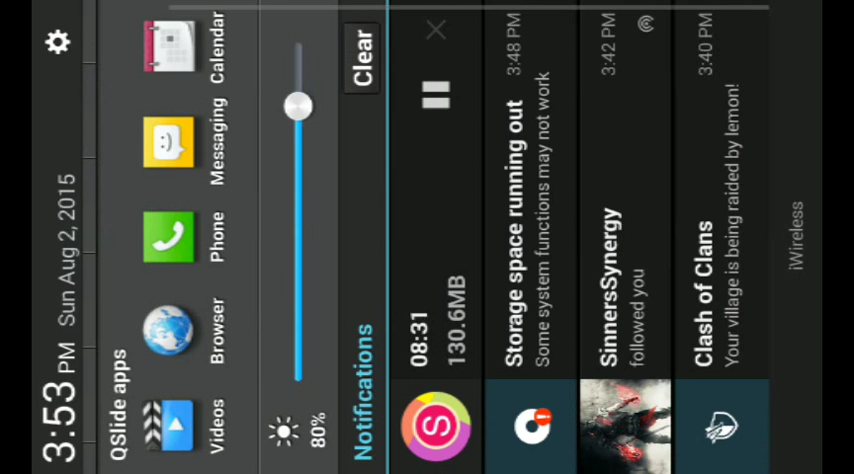 3:53 PM Sun Aug 2, 2015
QSlide apps
Videos Browser Phone Messaging Calendar
80%
Notifications Clear
08:31
130.6MB
Storage space running out 3:48 PM
Some system functions may not work
SinnersSynergy 3:42 PM
followed you
Clash of Clans 3:40 PM
Your village is being raided by lemon!
iWireless